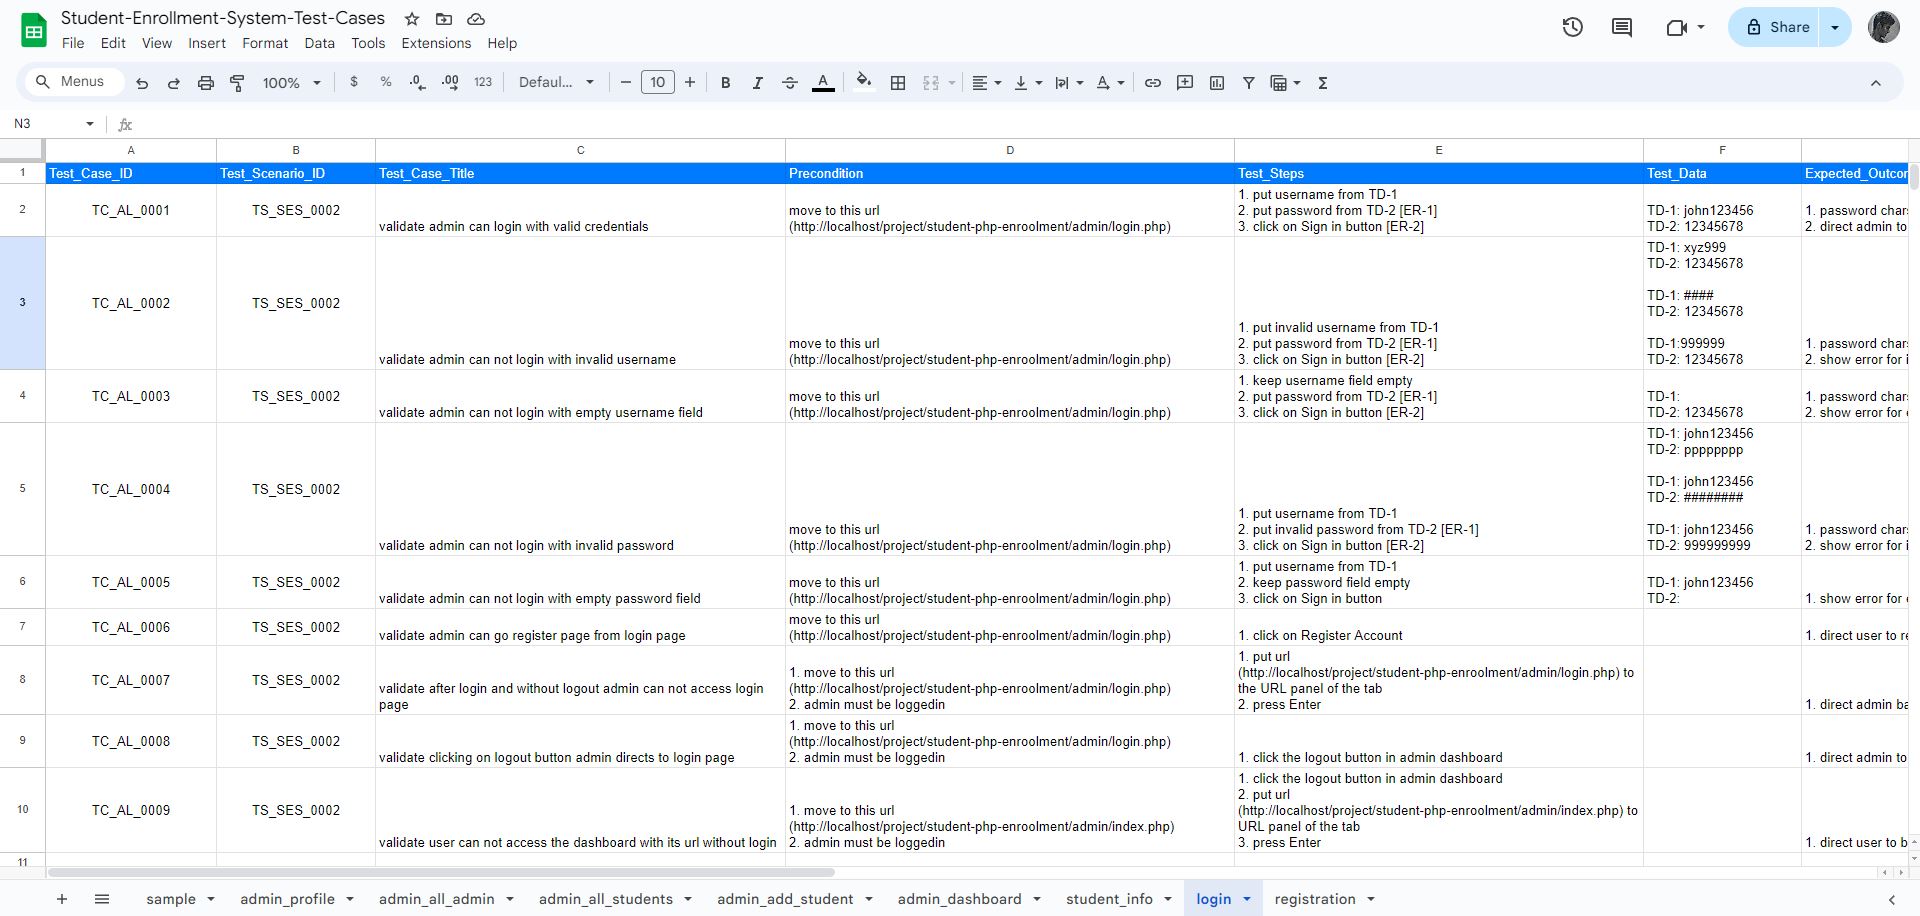 Student-Enrollment-System-Test-Cases
File Edit View Insert Format Data Tools Extensions Help
Share
Menus
100%
$ % .0 .00 123
Defaul...
10
B I A
Σ
N3
fx
A B C D E F
1 Test_Case_ID Test_Scenario_ID Test_Case_Title Precondition Test_Steps Test_Data Expected_Outcor
2
TC_AL_0001
TS_SES_0002
validate admin can login with valid credentials
move to this url
(http://localhost/project/student-php-enroolment/admin/login.php)
1. put username from TD-1
2. put password from TD-2 [ER-1]
3. click on Sign in button [ER-2]
TD-1: john123456
TD-2: 12345678
1. password char
2. direct admin to
3
TC_AL_0002
TS_SES_0002
validate admin can not login with invalid username
move to this url
(http://localhost/project/student-php-enroolment/admin/login.php)
1. put invalid username from TD-1
2. put password from TD-2 [ER-1]
3. click on Sign in button [ER-2]
TD-1: xyz999
TD-2: 12345678
TD-1: ####
TD-2: 12345678
TD-1:999999
TD-2: 12345678
1. password char
2. show error for i
4
TC_AL_0003
TS_SES_0002
validate admin can not login with empty username field
move to this url
(http://localhost/project/student-php-enroolment/admin/login.php)
1. keep username field empty
2. put password from TD-2 [ER-1]
3. click on Sign in button [ER-2]
TD-1:
TD-2: 12345678
1. password char
2. show error for
5
TC_AL_0004
TS_SES_0002
validate admin can not login with invalid password
move to this url
(http://localhost/project/student-php-enroolment/admin/login.php)
1. put username from TD-1
2. put invalid password from TD-2 [ER-1]
3. click on Sign in button [ER-2]
TD-1: john123456
TD-2: pppppppp
TD-1: john123456
TD-2: ########
TD-1: john123456
TD-2: 999999999
1. password char
2. show error for i
6
TC_AL_0005
TS_SES_0002
validate admin can not login with empty password field
move to this url
(http://localhost/project/student-php-enroolment/admin/login.php)
1. put username from TD-1
2. keep password field empty
3. click on Sign in button
TD-1: john123456
TD-2:
1. show error for
7
TC_AL_0006
TS_SES_0002
validate admin can go register page from login page
move to this url
(http://localhost/project/student-php-enroolment/admin/login.php)
1. click on Register Account
1. direct user to re
8
TC_AL_0007
TS_SES_0002
validate after login and without logout admin can not access login
page
1. move to this url
(http://localhost/project/student-php-enroolment/admin/login.php)
2. admin must be loggedin
1. put url
(http://localhost/project/student-php-enroolment/admin/login.php) to
the URL panel of the tab
2. press Enter
1. direct admin ba
9
TC_AL_0008
TS_SES_0002
validate clicking on logout button admin directs to login page
1. move to this url
(http://localhost/project/student-php-enroolment/admin/login.php)
2. admin must be loggedin
1. click the logout button in admin dashboard
1. direct admin to
10
TC_AL_0009
TS_SES_0002
validate user can not access the dashboard with its url without login
1. move to this url
(http://localhost/project/student-php-enroolment/admin/index.php)
2. admin must be loggedin
1. click the logout button in admin dashboard
2. put url
(http://localhost/project/student-php-enroolment/admin/index.php) to
URL panel of the tab
3. press Enter
1. direct user to b
11
sample admin_profile admin_all_admin admin_all_students admin_add_student admin_dashboard student_info login registration